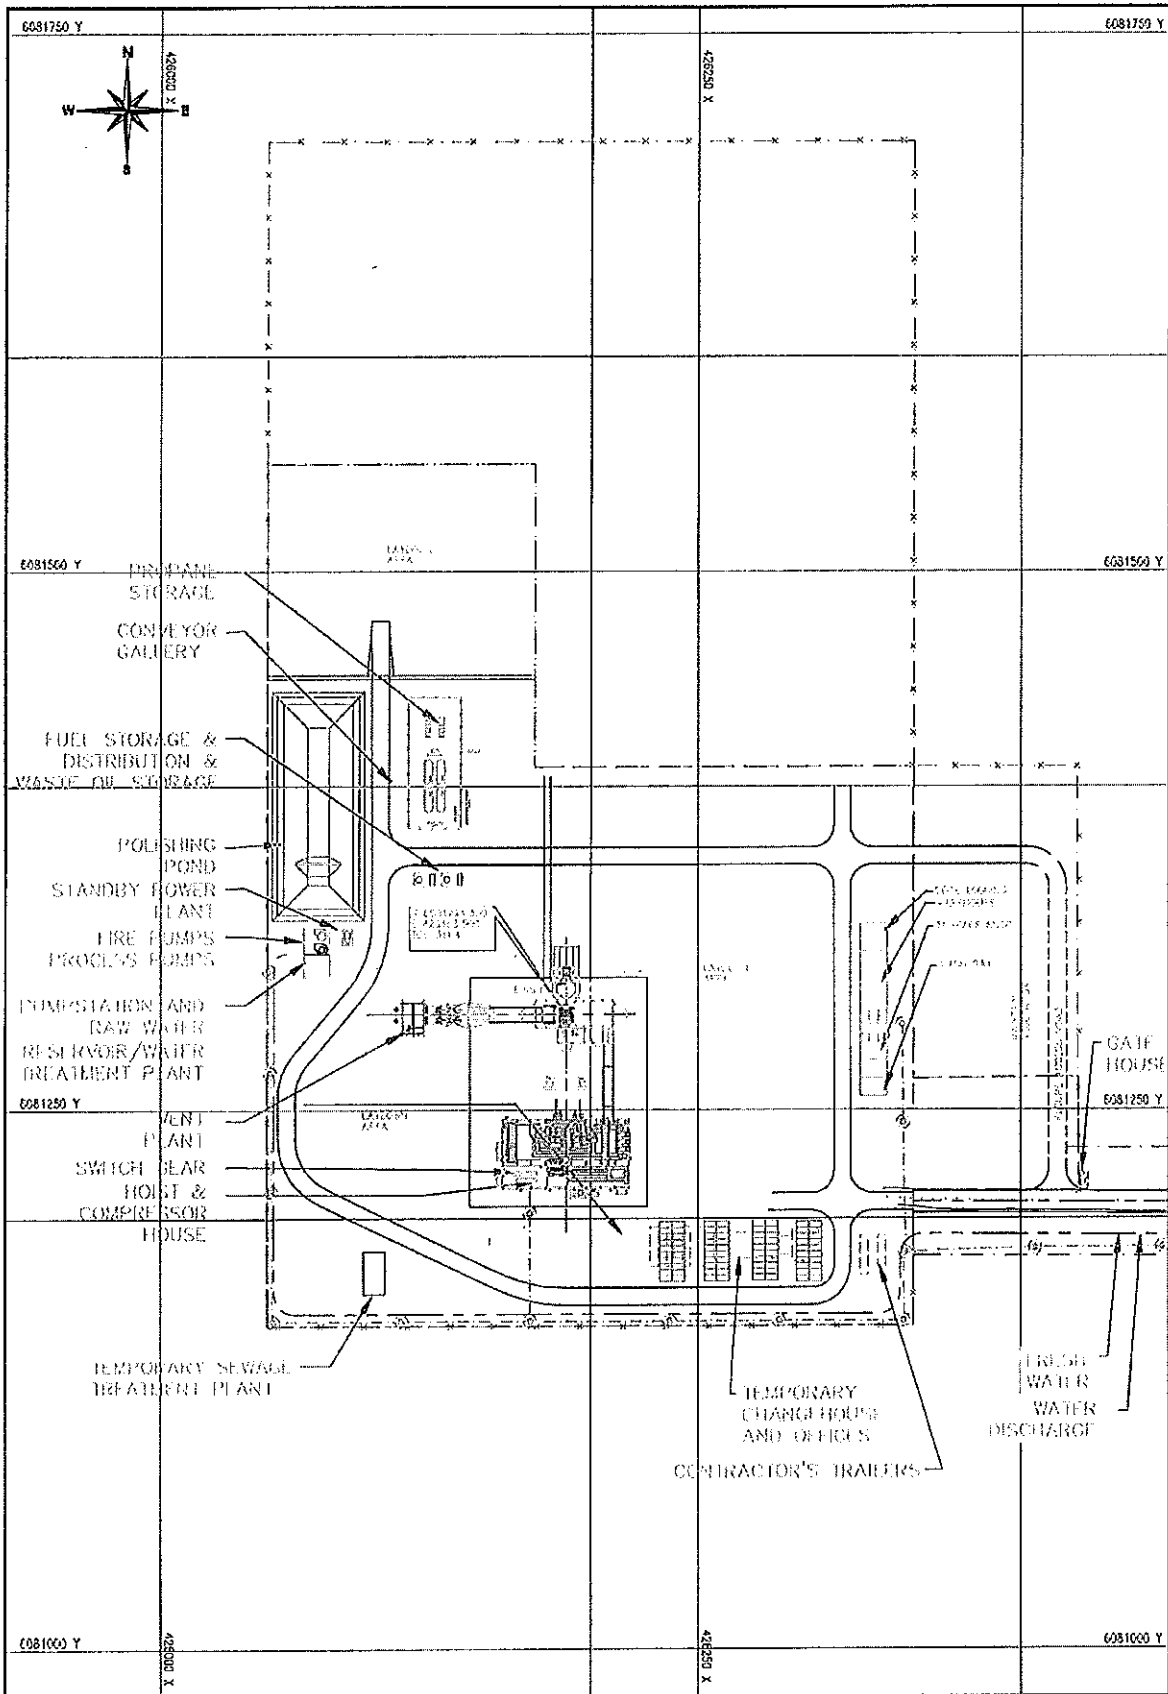 6081750 Y
6081750 Y
426000 X
426250 X
N
W
E
S
6081500 Y
6081500 Y
PROPANE
STORAGE
CONVEYOR
GALLERY
FUEL STORAGE &
DISTRIBUTION &
WASTE OIL STORAGE
POLISHING
POND
STANDBY POWER
PLANT
FIRE PUMPS
PROCESS PUMPS
PUMPSTATION AND
RAW WATER
RESERVOIR/WATER
TREATMENT PLANT
GATE
HOUSE
6081250 Y
6081250 Y
VENT
PLANT
SWITCH GEAR
HOIST &
COMPRESSOR
HOUSE
TEMPORARY SEWAGE
TREATMENT PLANT
TEMPORARY
CHANGEHOUSE
AND OFFICES
CONTRACTOR'S TRAILERS
FRESH
WATER
WATER
DISCHARGE
6081000 Y
6081000 Y
426000 X
426250 X